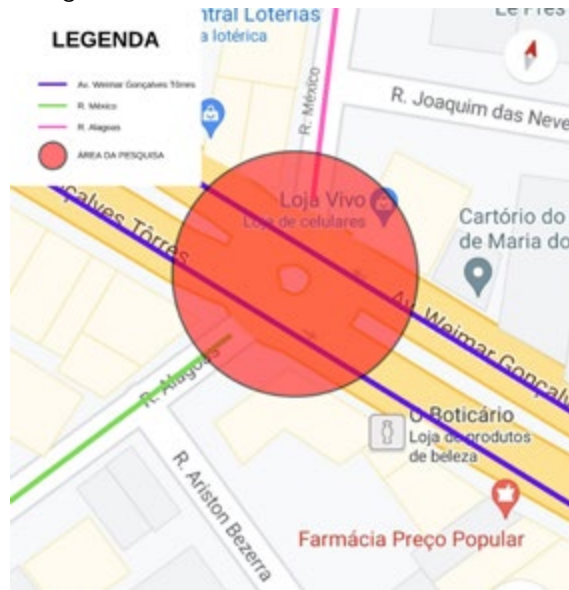 LEGENDA
Av. Weimar Gonçalves Tôrres
R. México
R. Alagoas
ÁREA DA PESQUISA
ntral Loterias
a lotérica
R. México
R. Joaquim das Neve
Loja Vivo
Loja de celulares
Cartório do
de Maria do
çalves Tôrres
Av. Weimar Gonçalv
R. Alagoas
O Boticário
Loja de produtos
de beleza
R. Ariston Bezerra
Farmácia Preço Popular